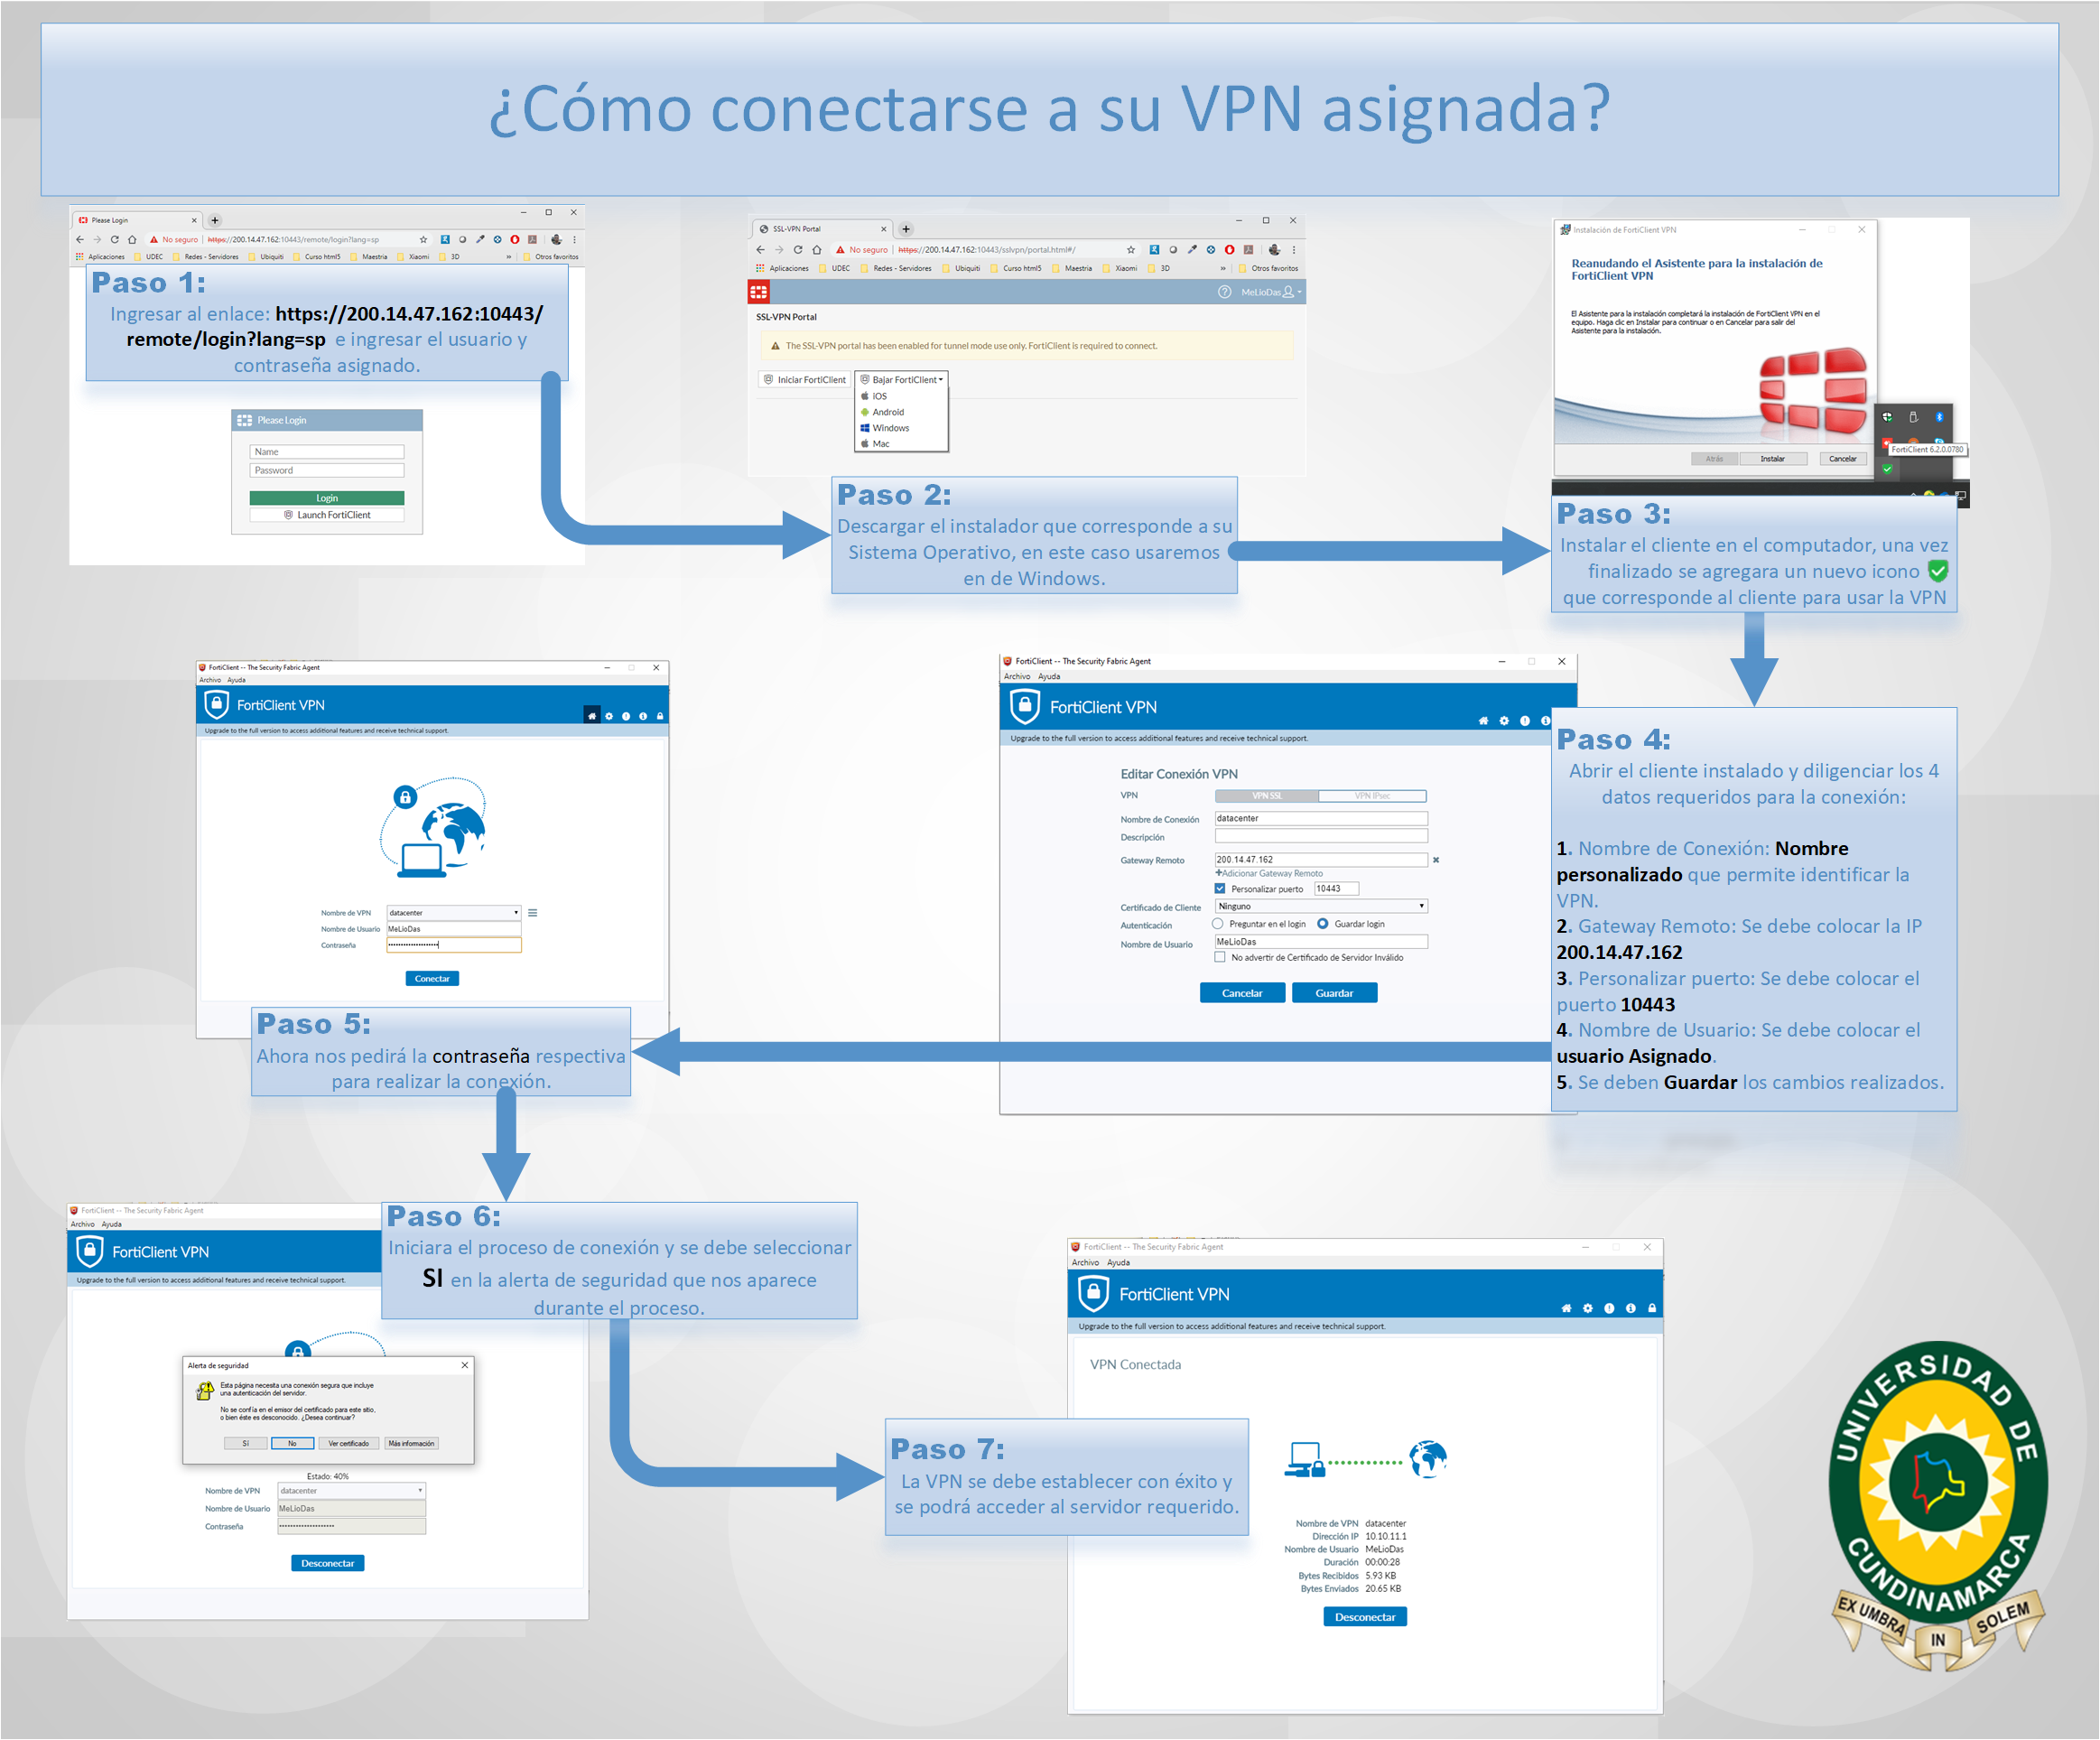 ¿Cómo conectarse a su VPN asignada?
Please Login
No seguro | https://200.14.47.162:10443/remote/login?lang=sp
Aplicaciones UDEC Redes - Servidores Ubiquiti Curso html5 Maestria Xiaomi 3D » Otros favoritos
Paso 1:
Ingresar al enlace: https://200.14.47.162:10443/
remote/login?lang=sp e ingresar el usuario y
contraseña asignado.
Please Login
Name
Password
Login
Launch FortiClient
SSL-VPN Portal
No seguro | https://200.14.47.162:10443/sslvpn/portal.html#/
Aplicaciones UDEC Redes - Servidores Ubiquiti Curso html5 Maestria Xiaomi 3D » Otros favoritos
MeLioDas
SSL-VPN Portal
The SSL-VPN portal has been enabled for tunnel mode use only. FortiClient is required to connect.
Iniciar FortiClient Bajar FortiClient
iOS
Android
Windows
Mac
Paso 2:
Descargar el instalador que corresponde a su
Sistema Operativo, en este caso usaremos
en de Windows.
Instalación de FortiClient VPN
Reanudando el Asistente para la instalación de
FortiClient VPN
El Asistente para la instalación completará la instalación de FortiClient VPN en el
equipo. Haga clic en Instalar para continuar o en Cancelar para salir del
Asistente para la instalación.
Atrás Instalar Cancelar
FortiClient 6.2.0.0780
Paso 3:
Instalar el cliente en el computador, una vez
finalizado se agregara un nuevo icono
que corresponde al cliente para usar la VPN
FortiClient -- The Security Fabric Agent
Archivo Ayuda
FortiClient VPN
Upgrade to the full version to access additional features and receive technical support.
Editar Conexión VPN
VPN VPN SSL VPN IPsec
Nombre de Conexión datacenter
Descripción
Gateway Remoto 200.14.47.162
+Adicionar Gateway Remoto
Personalizar puerto 10443
Certificado de Cliente Ninguno
Autenticación Preguntar en el login Guardar login
Nombre de Usuario MeLioDas
No advertir de Certificado de Servidor Inválido
Cancelar Guardar
Paso 4:
Abrir el cliente instalado y diligenciar los 4
datos requeridos para la conexión:
1. Nombre de Conexión: Nombre
personalizado que permite identificar la
VPN.
2. Gateway Remoto: Se debe colocar la IP
200.14.47.162
3. Personalizar puerto: Se debe colocar el
puerto 10443
4. Nombre de Usuario: Se debe colocar el
usuario Asignado.
5. Se deben Guardar los cambios realizados.
FortiClient -- The Security Fabric Agent
Archivo Ayuda
FortiClient VPN
Upgrade to the full version to access additional features and receive technical support.
Nombre de VPN datacenter
Nombre de Usuario MeLioDas
Contraseña
Conectar
Paso 5:
Ahora nos pedirá la contraseña respectiva
para realizar la conexión.
FortiClient -- The Security Fabric Agent
Archivo Ayuda
FortiClient VPN
Upgrade to the full version to access additional features and receive technical support.
Paso 6:
Iniciara el proceso de conexión y se debe seleccionar
SI en la alerta de seguridad que nos aparece
durante el proceso.
Alerta de seguridad
Esta página necesita una conexión segura que incluye
una autenticación del servidor.
No se confía en el emisor del certificado para este sitio,
o bien éste es desconocido. ¿Desea continuar?
Sí No Ver certificado Más información
Estado: 40%
Nombre de VPN datacenter
Nombre de Usuario MeLioDas
Contraseña
Desconectar
Paso 7:
La VPN se debe establecer con éxito y
se podrá acceder al servidor requerido.
FortiClient -- The Security Fabric Agent
Archivo Ayuda
FortiClient VPN
Upgrade to the full version to access additional features and receive technical support.
VPN Conectada
Nombre de VPN datacenter
Dirección IP 10.10.11.1
Nombre de Usuario MeLioDas
Duración 00:00:28
Bytes Recibidos 5.93 KB
Bytes Enviados 20.65 KB
Desconectar
UNIVERSIDAD DE
CUNDINAMARCA
EX UMBRA IN SOLEM